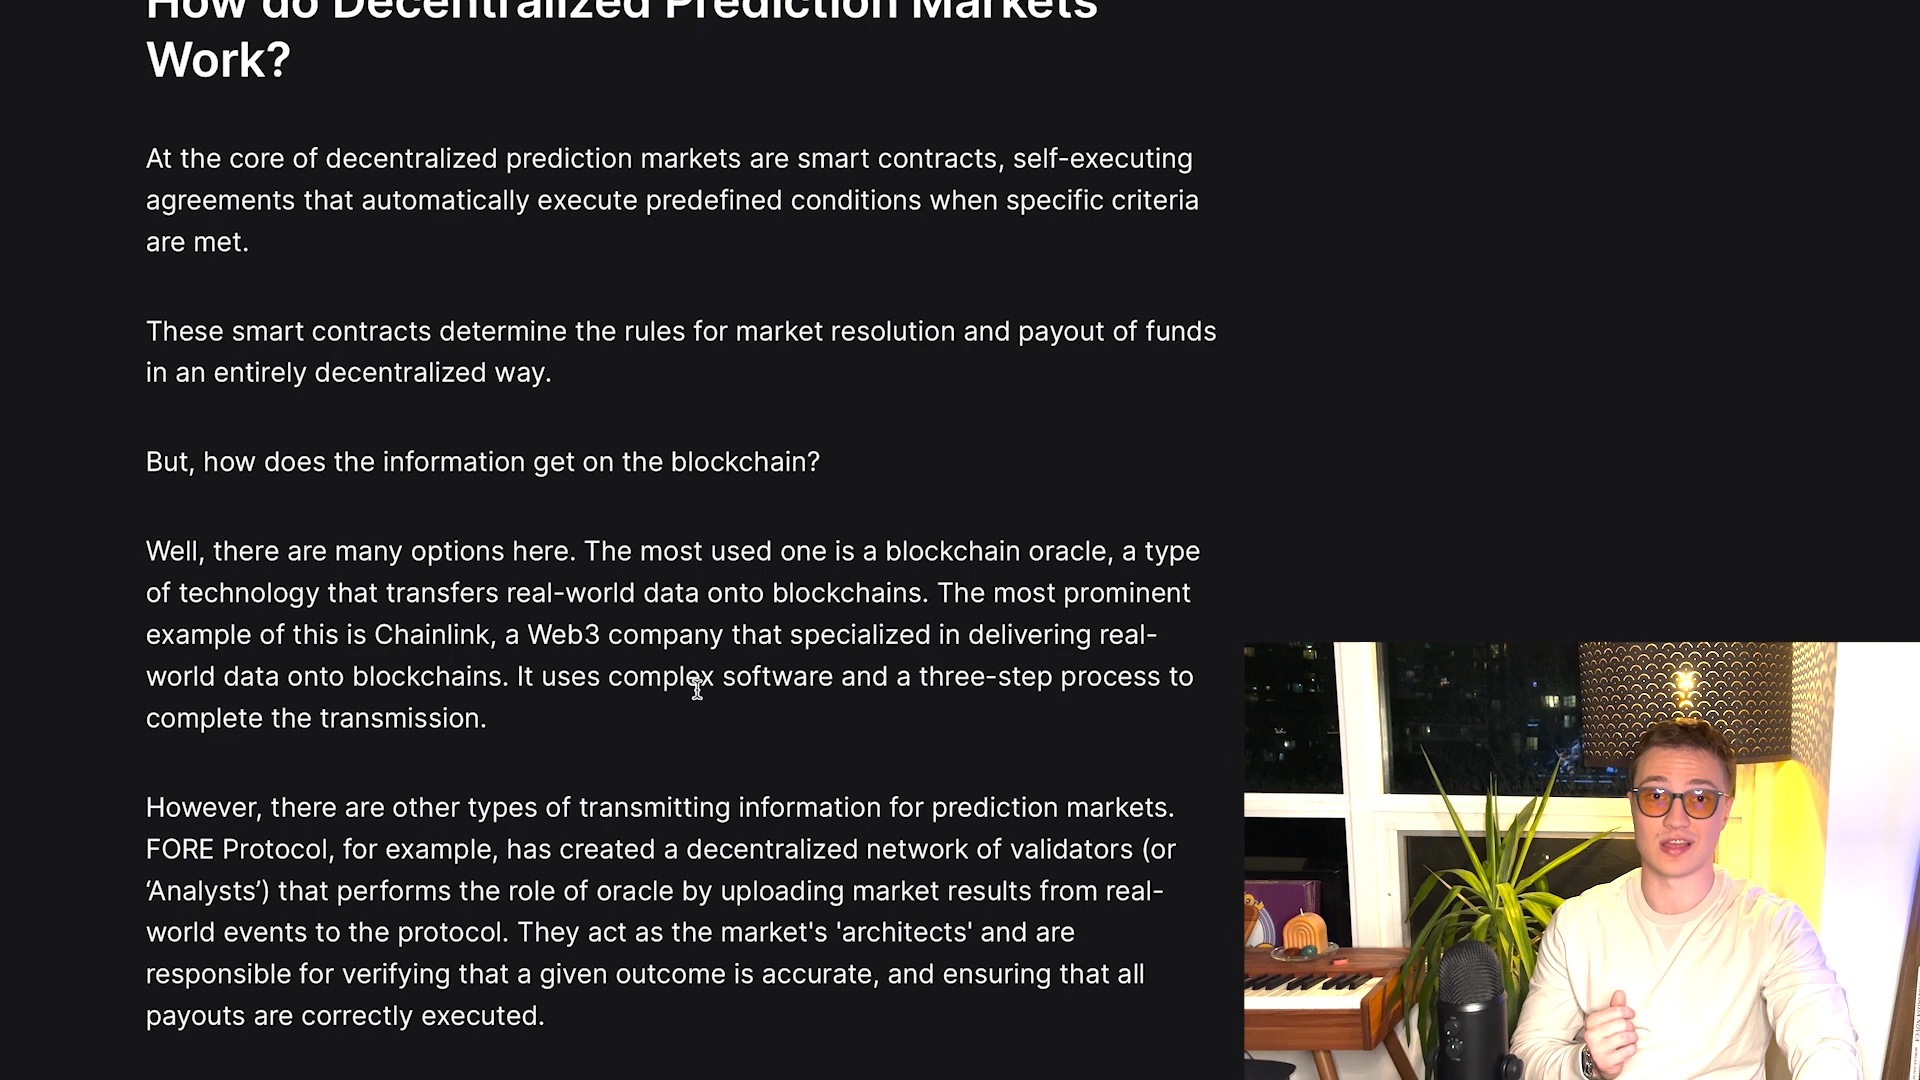 How do Decentralized Prediction Markets
Work?
At the core of decentralized prediction markets are smart contracts, self-executing
agreements that automatically execute predefined conditions when specific criteria
are met.
These smart contracts determine the rules for market resolution and payout of funds
in an entirely decentralized way.
But, how does the information get on the blockchain?
Well, there are many options here. The most used one is a blockchain oracle, a type
of technology that transfers real-world data onto blockchains. The most prominent
example of this is Chainlink, a Web3 company that specialized in delivering real-
world data onto blockchains. It uses complex software and a three-step process to
complete the transmission.
However, there are other types of transmitting information for prediction markets.
FORE Protocol, for example, has created a decentralized network of validators (or
‘Analysts’) that performs the role of oracle by uploading market results from real-
world events to the protocol. They act as the market's 'architects' and are
responsible for verifying that a given outcome is accurate, and ensuring that all
payouts are correctly executed.